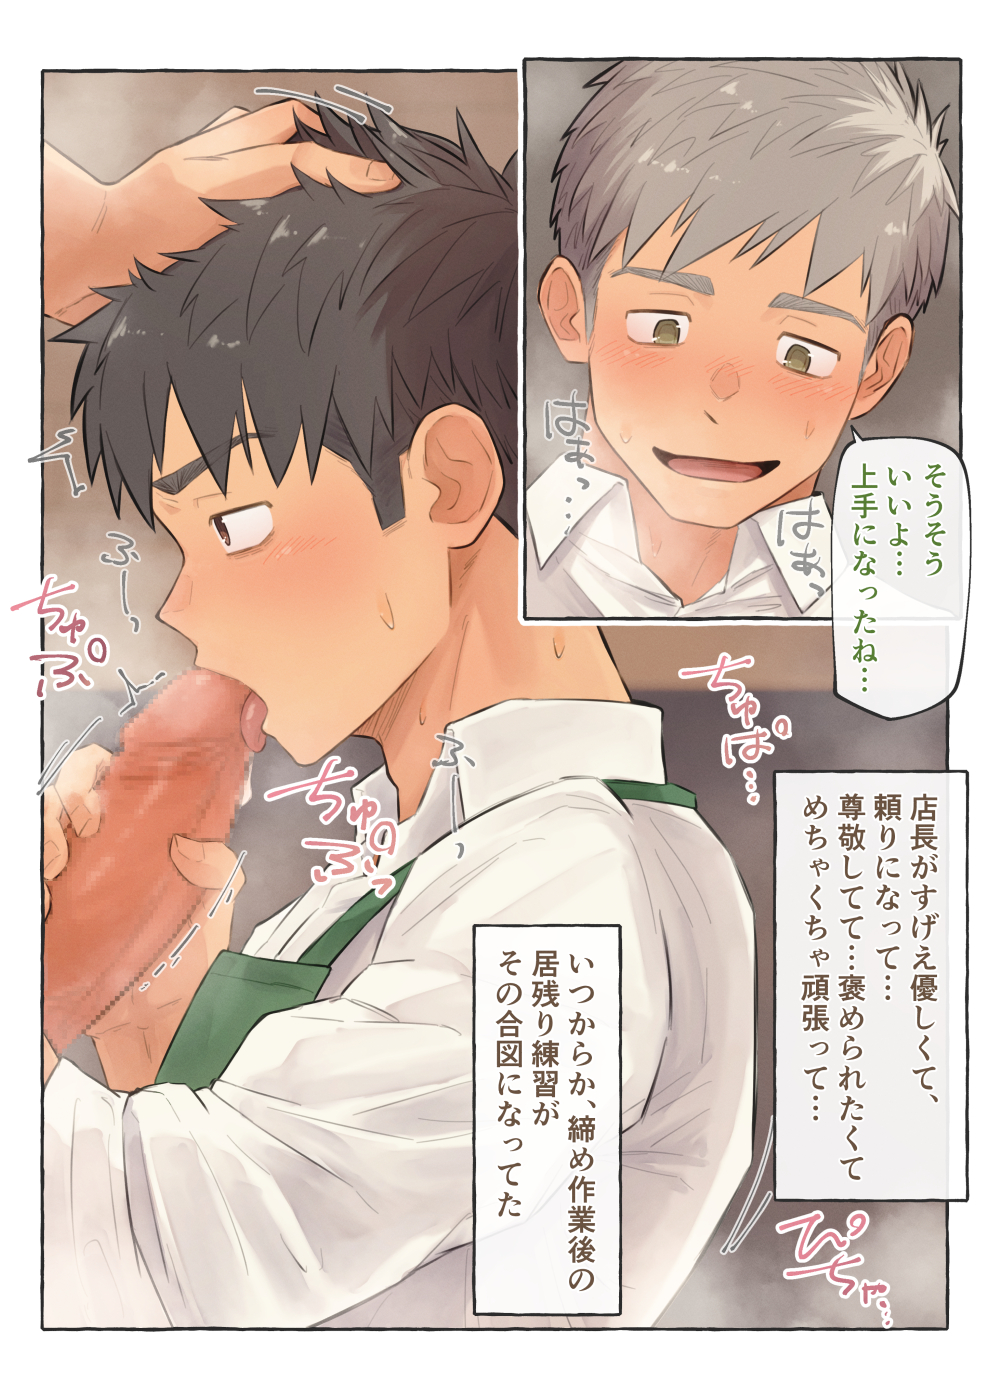 そうそう
いいよ…
上手になったね…
はぁっ…
はぁっ
ふーっ
ちゅぷ
ちゅぱ…
ちゅぷっ
ふーっ
店長がすげえ優しくて、
頼りになって…
尊敬してて…褒められたくて
めちゃくちゃ頑張って…
いつからか、締め作業後の
居残り練習が
その合図になってた
ぴちゃ…